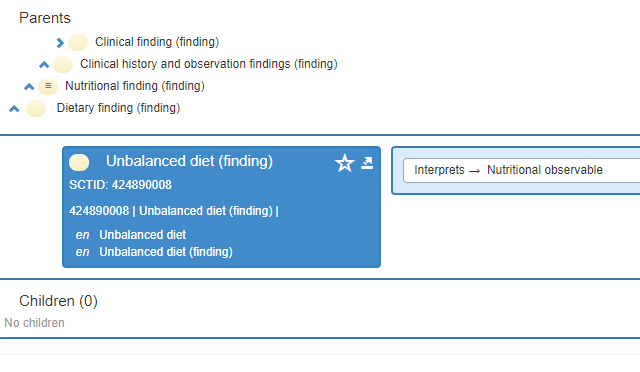 Parents
Clinical finding (finding)
Clinical history and observation findings (finding)
≡ Nutritional finding (finding)
Dietary finding (finding)
Unbalanced diet (finding)
SCTID: 424890008
424890008 | Unbalanced diet (finding) |
en Unbalanced diet
en Unbalanced diet (finding)
Interprets → Nutritional observable
Children (0)
No children